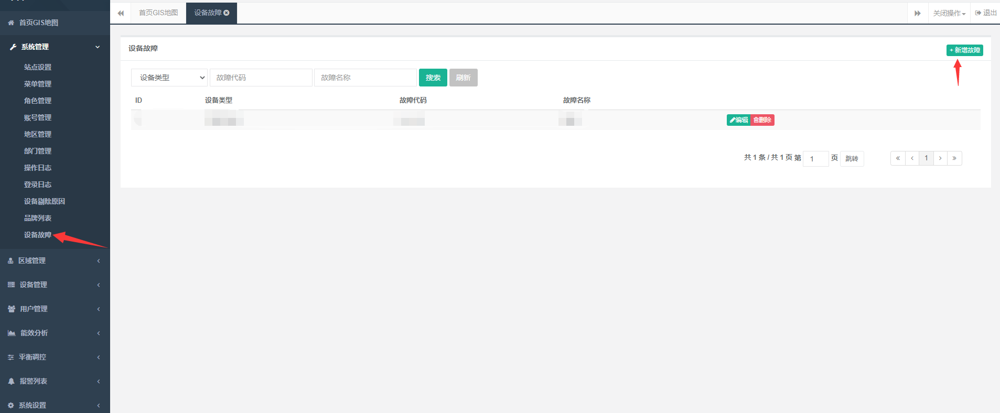 首页GIS地图
系统管理
站点设置
菜单管理
角色管理
账号管理
地区管理
部门管理
操作日志
登录日志
设备剔除原因
品牌列表
设备故障
区域管理
设备管理
用户管理
能效分析
平衡调控
报警列表
系统设置
首页GIS地图 设备故障 关闭操作 退出
设备故障 + 新增故障
设备类型 故障代码 故障名称 搜索 刷新
ID 设备类型 故障代码 故障名称
编辑 删除
共 1 条 / 共 1 页 第 1 页 跳转 « ‹ 1 › »